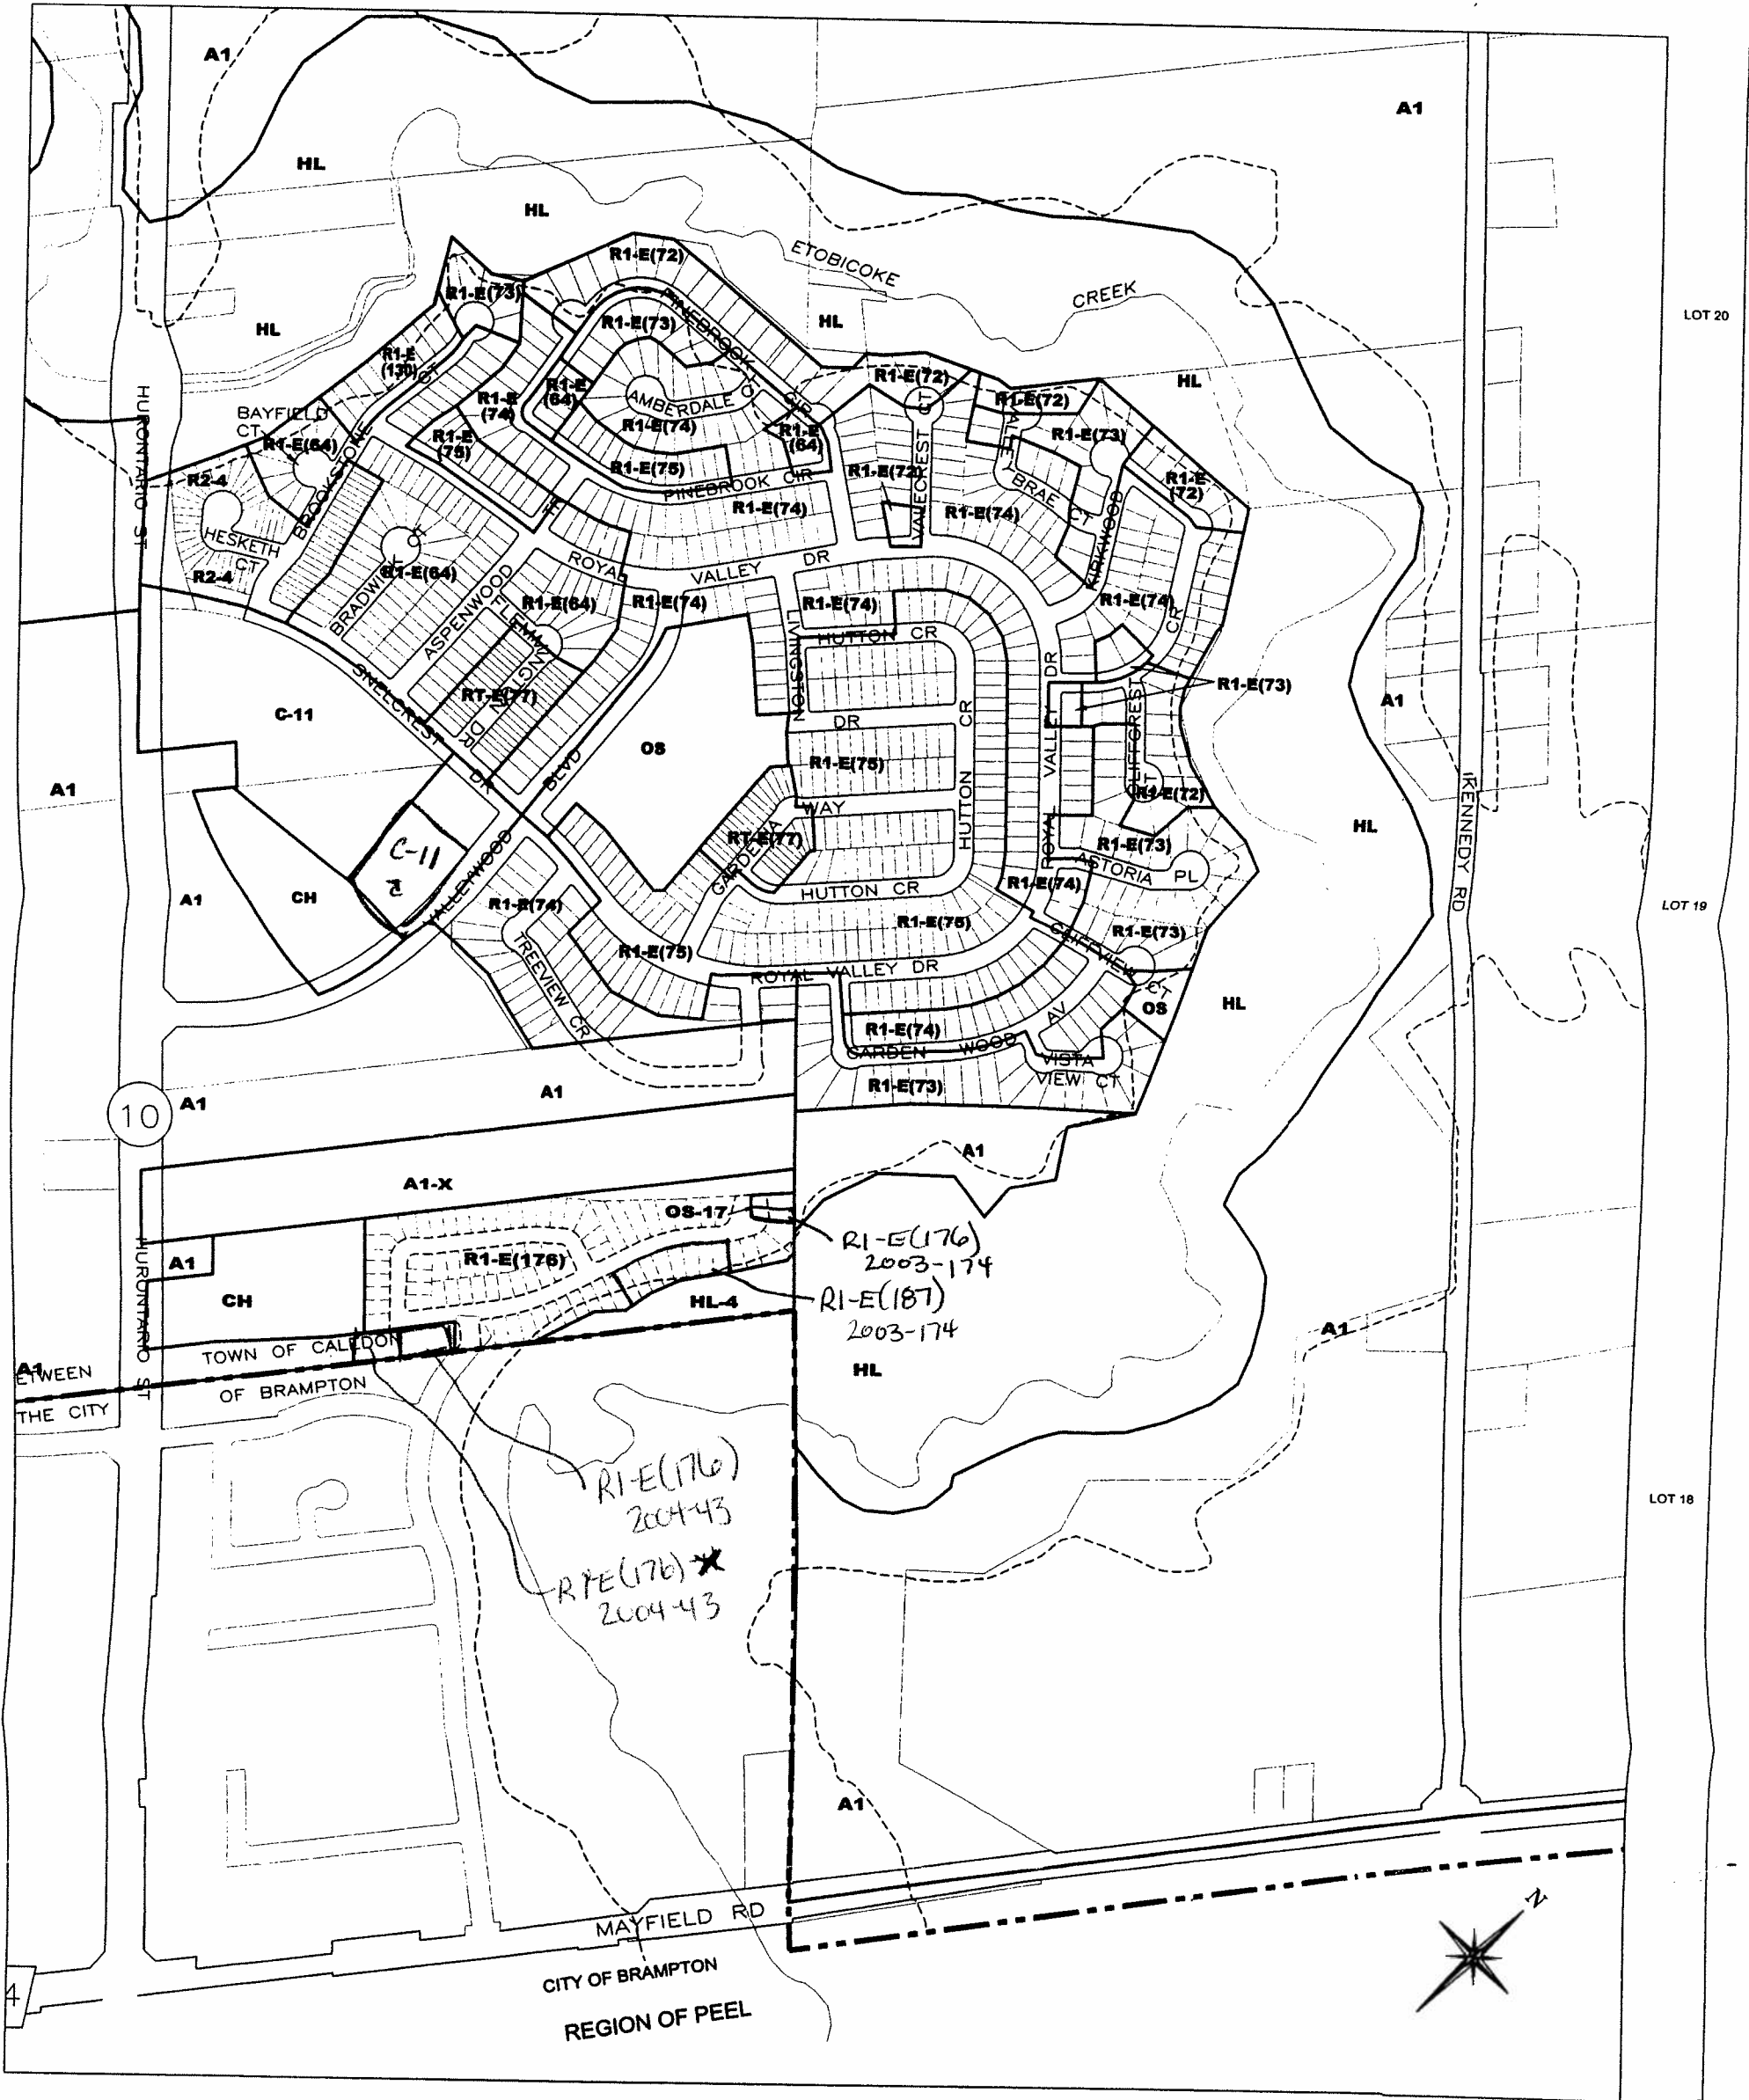 A1
A1
HL
HL
ETOBICOKE
CREEK
R1-E(72)
R1-E(73)
PINEBROOK CIR
R1-E(73)
HL
HL
LOT 20
R1-E
(130)
CT
R1-E(72)
HL
R1-E
(74)
R1-E
(64)
AMBERDALE
R1-E(72)
HURONTARIO ST
BAYFIELD
CT
R1-E(64)
BROOKSTONE
R1-E
(75)
R1-E(74)
R1-E
(64)
VALLEY BRAE CT
R1-E(73)
R2-4
R1-E(75)
PINEBROOK CIR
R1-E(72)
VALECREST CT
R1-E
(72)
R1-E(74)
R1-E(74)
HESKETH
CT
R2-4
BRADWICK CT
R1-E(64)
ROYAL VALLEY DR
KIRKWOOD
CR
ASPENWOOD
FLEMINGTON DR
R1-E(64)
R1-E(74)
LIVINGSTON
R1-E(74)
R1-E(74)
HUTTON CR
SNELCREST
DR
RT-E(77)
R1-E(73)
C-11
A1
OS
DR
CR
ROYAL VALLEY DR
CLIFFCREST
CT
A1
BLVD
R1-E(75)
R1-E(72)
KENNEDY RD
WAY
HUTTON
HL
C-11
VALLEYWOOD
RT-E(77)
GARDENIA
R1-E(73)
ASTORIA PL
A1
CH
R1-E(74)
HUTTON CR
R1-E(74)
LOT 19
R1-E(75)
R1-E(73)
TREEVIEW CR
R1-E(75)
CLIFFVIEW CT
ROYAL VALLEY DR
OS
HL
R1-E(74)
GARDEN WOOD AV
VISTA
VIEW CT
R1-E(73)
A1
10
A1
A1
A1-X
OS-17
R1-E(176)
2003-174
A1
R1-E(176)
CH
HL-4
R1-E(187)
2003-174
HURONTARIO ST
TOWN OF CALEDON
A1
A1
ETWEEN
OF BRAMPTON
THE CITY
HL
R1-E(176)
2004-43
LOT 18
R1-E(176)
2004-43
A1
MAYFIELD RD
N
CITY OF BRAMPTON
REGION OF PEEL
4